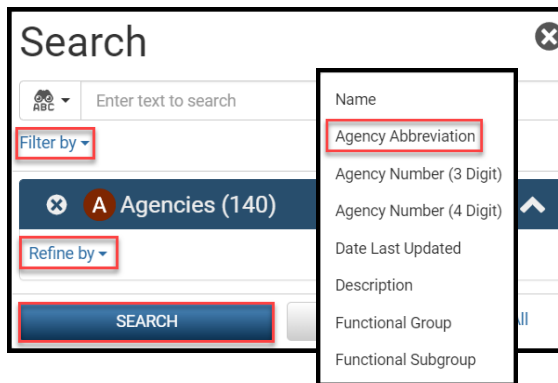 Search
ABC
Enter text to search
Filter by
A Agencies (140)
Refine by
SEARCH
Name
Agency Abbreviation
Agency Number (3 Digit)
Agency Number (4 Digit)
Date Last Updated
Description
Functional Group
Functional Subgroup